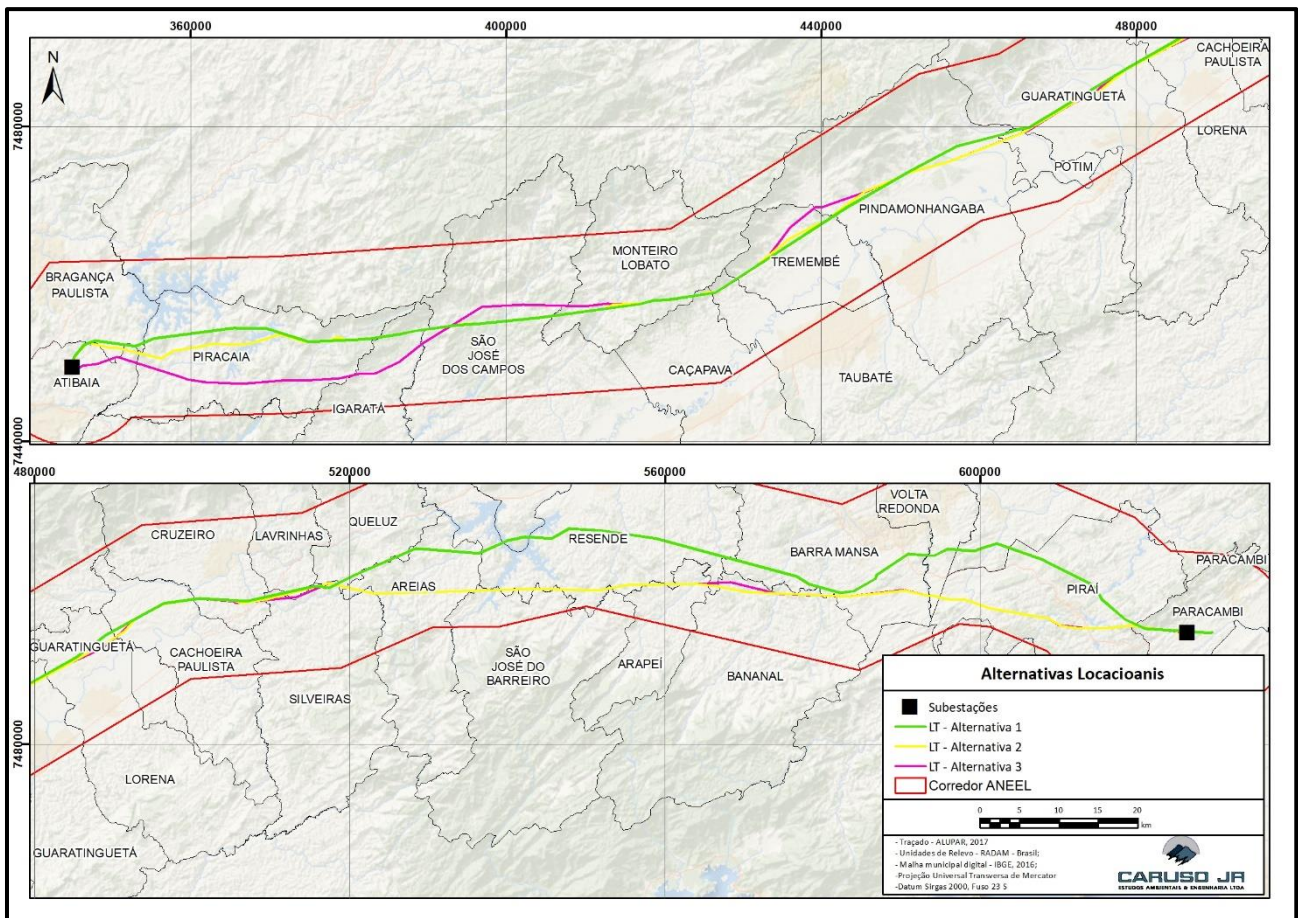 360000
400000
440000
480000
N
CACHOEIRA
PAULISTA
GUARATINGUETÁ
7480000
LORENA
POTIM
PINDAMONHANGABA
MONTEIRO
LOBATO
TREMEMBÉ
BRAGANÇA
PAULISTA
SÃO
JOSÉ
DOS CAMPOS
PIRACAIA
CAÇAPAVA
TAUBATÉ
ATIBAIA
IGARATÁ
7440000
480000
520000
560000
600000
VOLTA
REDONDA
QUELUZ
CRUZEIRO
LAVRINHAS
RESENDE
BARRA MANSA
PARACAMBI
AREIAS
PIRAÍ
PARACAMBI
GUARATINGUETÁ
CACHOEIRA
PAULISTA
SÃO
JOSÉ DO
BARREIRO
ARAPEÍ
BANANAL
SILVEIRAS
7480000
LORENA
GUARATINGUETÁ
Alternativas Locacioanis
Subestações
LT - Alternativa 1
LT - Alternativa 2
LT - Alternativa 3
Corredor ANEEL
0 5 10 15 20
km
- Traçado - ALUPAR, 2017
- Unidades de Relevo - RADAM - Brasil;
- Malha municipal digital - IBGE, 2016;
-Projeção Universal Transversa de Mercator
-Datum Sirgas 2000, Fuso 23 S
CARUSO JR
ESTUDOS AMBIENTAIS & ENGENHARIA LTDA